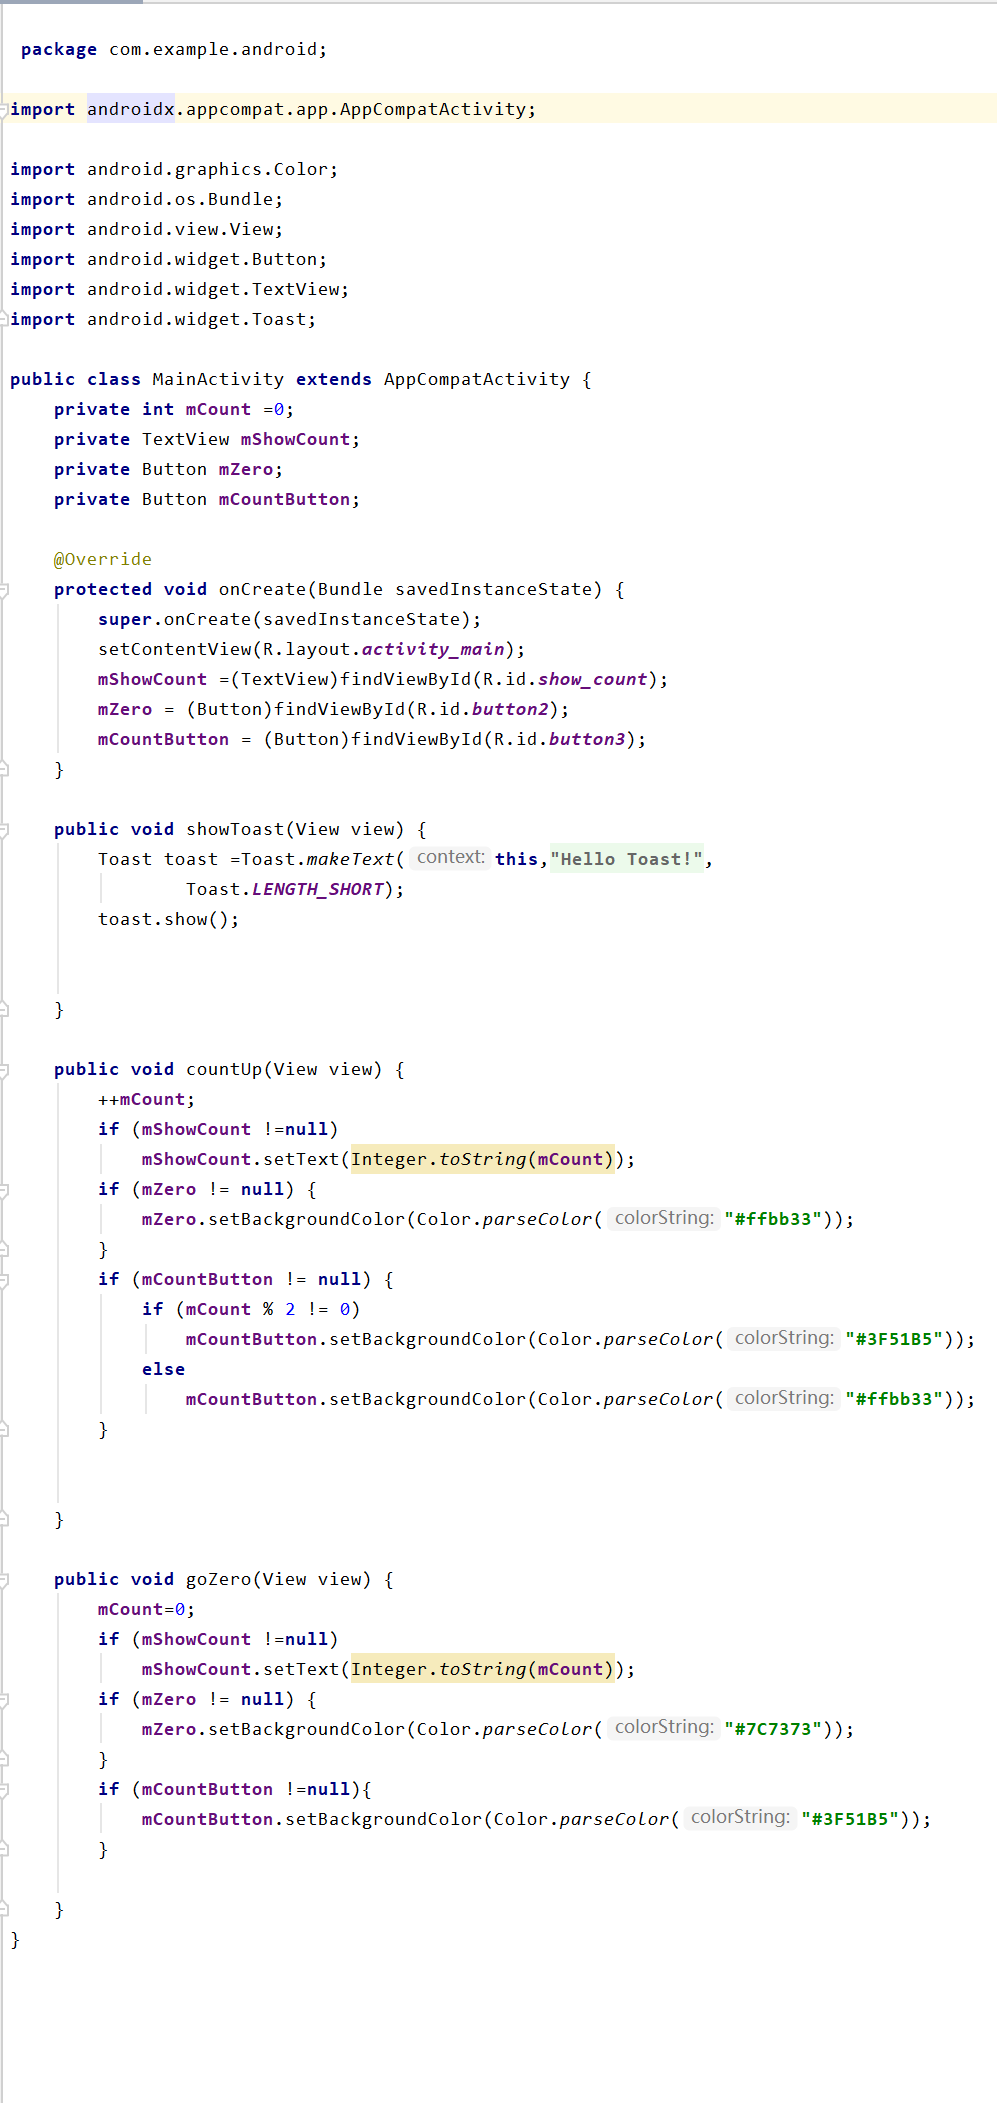 package com.example.android;
import androidx.appcompat.app.AppCompatActivity;
import android.graphics.Color;
import android.os.Bundle;
import android.view.View;
import android.widget.Button;
import android.widget.TextView;
import android.widget.Toast;
public class MainActivity extends AppCompatActivity {
    private int mCount =0;
    private TextView mShowCount;
    private Button mZero;
    private Button mCountButton;
    @Override
    protected void onCreate(Bundle savedInstanceState) {
        super.onCreate(savedInstanceState);
        setContentView(R.layout.activity_main);
        mShowCount =(TextView)findViewById(R.id.show_count);
        mZero = (Button)findViewById(R.id.button2);
        mCountButton = (Button)findViewById(R.id.button3);
    }
    public void showToast(View view) {
        Toast toast =Toast.makeText( context: this,"Hello Toast!",
                Toast.LENGTH_SHORT);
        toast.show();
    }
    public void countUp(View view) {
        ++mCount;
        if (mShowCount !=null)
            mShowCount.setText(Integer.toString(mCount));
        if (mZero != null) {
            mZero.setBackgroundColor(Color.parseColor( colorString: "#ffbb33"));
        }
        if (mCountButton != null) {
            if (mCount % 2 != 0)
                mCountButton.setBackgroundColor(Color.parseColor( colorString: "#3F51B5"));
            else
                mCountButton.setBackgroundColor(Color.parseColor( colorString: "#ffbb33"));
        }
    }
    public void goZero(View view) {
        mCount=0;
        if (mShowCount !=null)
            mShowCount.setText(Integer.toString(mCount));
        if (mZero != null) {
            mZero.setBackgroundColor(Color.parseColor( colorString: "#7C7373"));
        }
        if (mCountButton !=null){
            mCountButton.setBackgroundColor(Color.parseColor( colorString: "#3F51B5"));
        }
    }
}